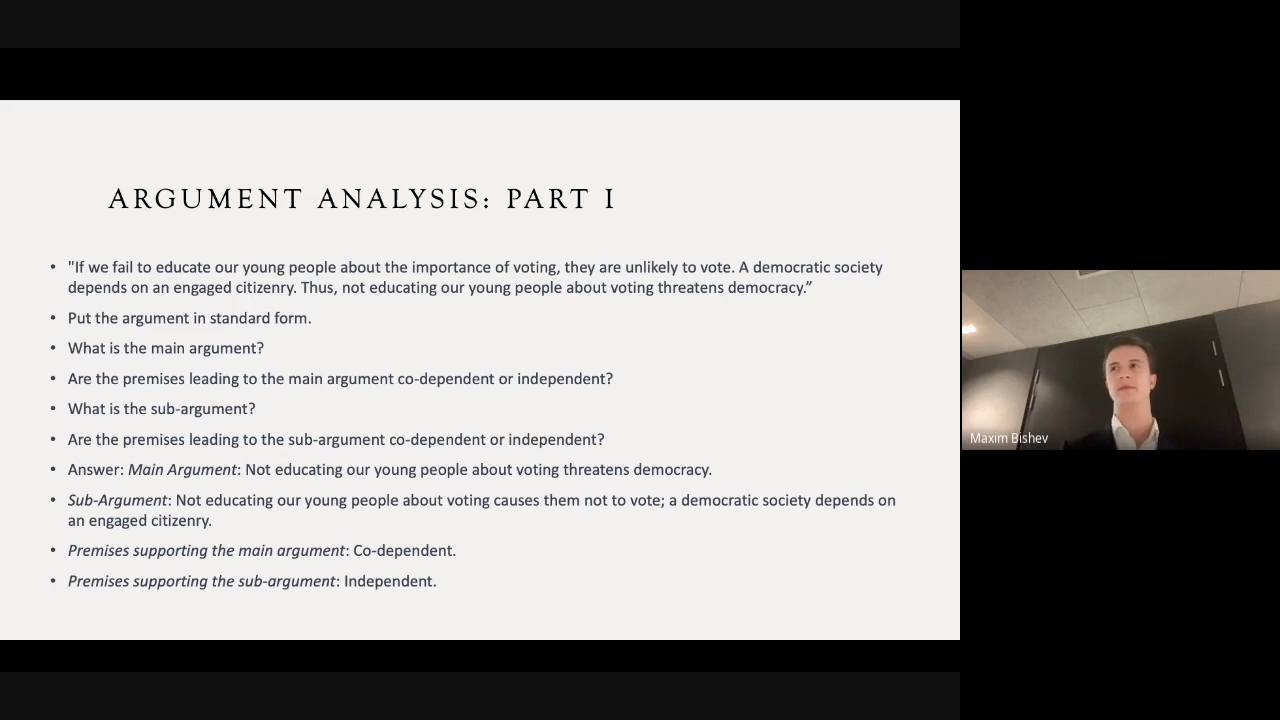 ARGUMENT ANALYSIS: PART I
• "If we fail to educate our young people about the importance of voting, they are unlikely to vote. A democratic society
depends on an engaged citizenry. Thus, not educating our young people about voting threatens democracy.”
• Put the argument in standard form.
• What is the main argument?
• Are the premises leading to the main argument co-dependent or independent?
• What is the sub-argument?
• Are the premises leading to the sub-argument co-dependent or independent?
• Answer: Main Argument: Not educating our young people about voting threatens democracy.
• Sub-Argument: Not educating our young people about voting causes them not to vote; a democratic society depends on
an engaged citizenry.
• Premises supporting the main argument: Co-dependent.
• Premises supporting the sub-argument: Independent.
Maxim Bishev